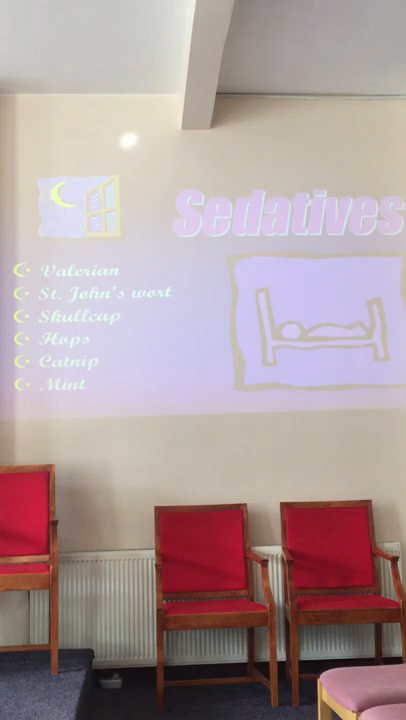 Sedatives
Valerian
St. John's wort
Skullcap
Hops
Catnip
Mint